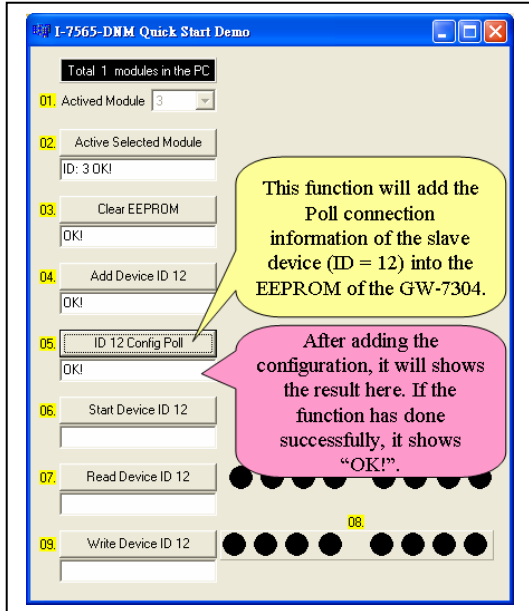 I-7565-DNM Quick Start Demo
Total 1 modules in the PC
01. Actived Module 3
02. Active Selected Module
ID: 3 OK!
03. Clear EEPROM
OK!
04. Add Device ID 12
OK!
05. ID 12 Config Poll
OK!
06. Start Device ID 12
07. Read Device ID 12
08.
09. Write Device ID 12
This function will add the
Poll connection
information of the slave
device (ID = 12) into the
EEPROM of the GW-7304.
After adding the
configuration, it will shows
the result here. If the
function has done
successfully, it shows
“OK!”.